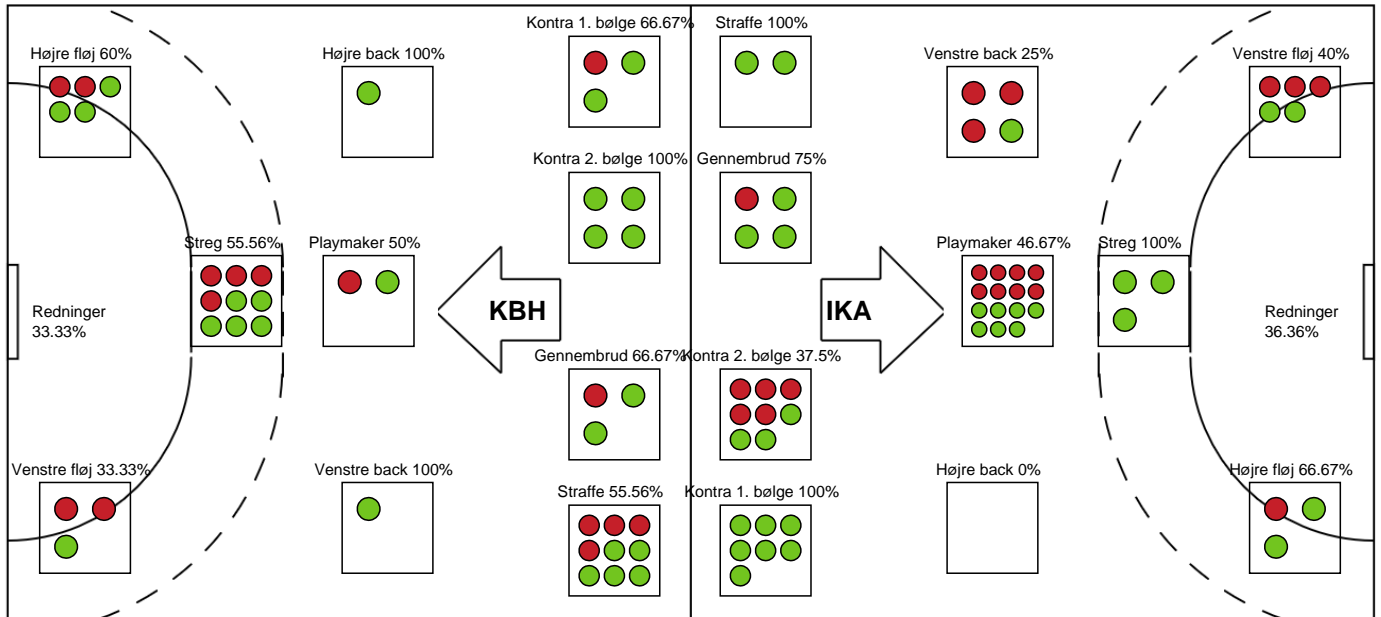 Kontra 1. bølge 66.67%
Straffe 100%
Højre fløj 60%
Højre back 100%
Venstre back 25%
Venstre fløj 40%
Kontra 2. bølge 100%
Gennembrud 75%
Streg 55.56%
Playmaker 50%
Playmaker 46.67%
Streg 100%
Redninger
33.33%
KBH
IKA
Redninger
36.36%
Gennembrud 66.67%
Kontra 2. bølge 37.5%
Venstre fløj 33.33%
Venstre back 100%
Højre back 0%
Højre fløj 66.67%
Straffe 55.56%
Kontra 1. bølge 100%